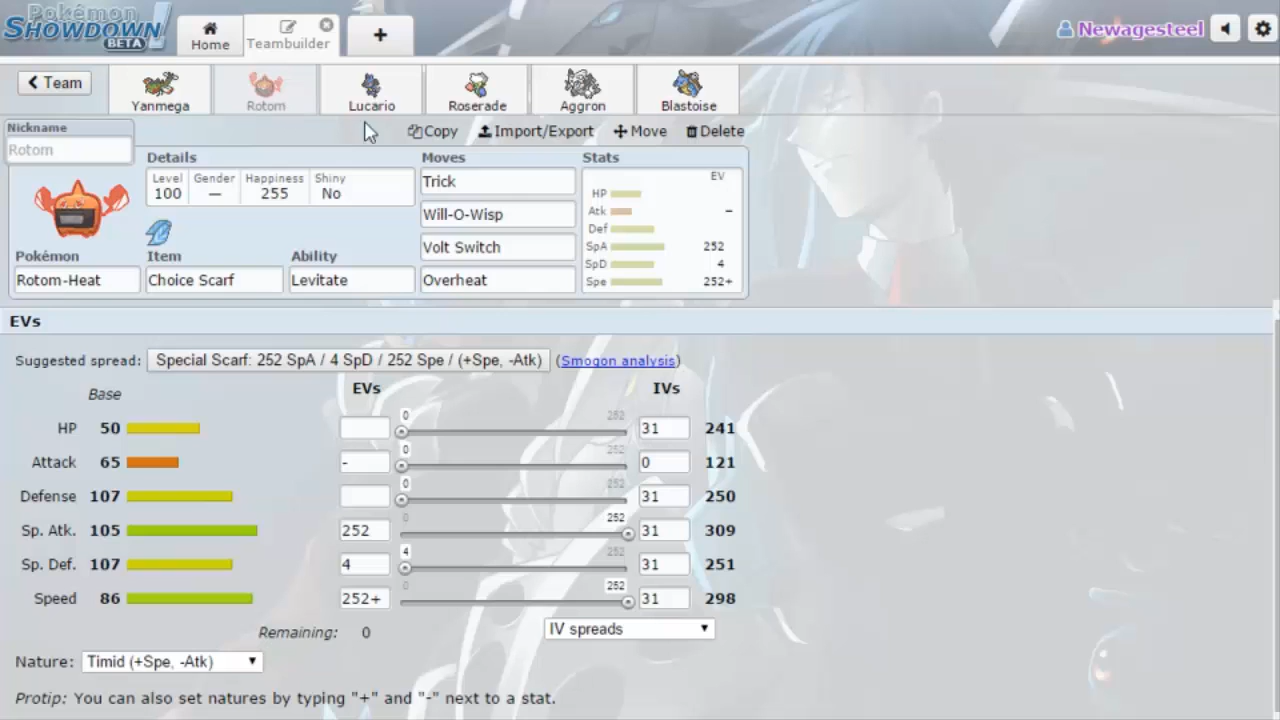 Pokémon
SHOWDOWN!
BETA
Home
Teambuilder
+
Newagesteel
< Team
Yanmega
Rotom
Lucario
Roserade
Aggron
Blastoise
Copy Import/Export Move Delete
Nickname
Rotom
Details
Level Gender Happiness Shiny
100 — 255 No
Pokémon Item Ability
Rotom-Heat Choice Scarf Levitate
Moves
Trick
Will-O-Wisp
Volt Switch
Overheat
Stats
EV
HP
Atk –
Def
SpA 252
SpD 4
Spe 252+
EVs
Suggested spread: Special Scarf: 252 SpA / 4 SpD / 252 Spe / (+Spe, -Atk) (Smogon analysis)
Base EVs IVs
HP 50 0 252 31 241
Attack 65 - 0 252 0 121
Defense 107 0 252 31 250
Sp. Atk. 105 252 0 252 31 309
Sp. Def. 107 4 4 252 31 251
Speed 86 252+ 0 252 31 298
Remaining: 0 IV spreads
Nature: Timid (+Spe, -Atk)
Protip: You can also set natures by typing "+" and "-" next to a stat.